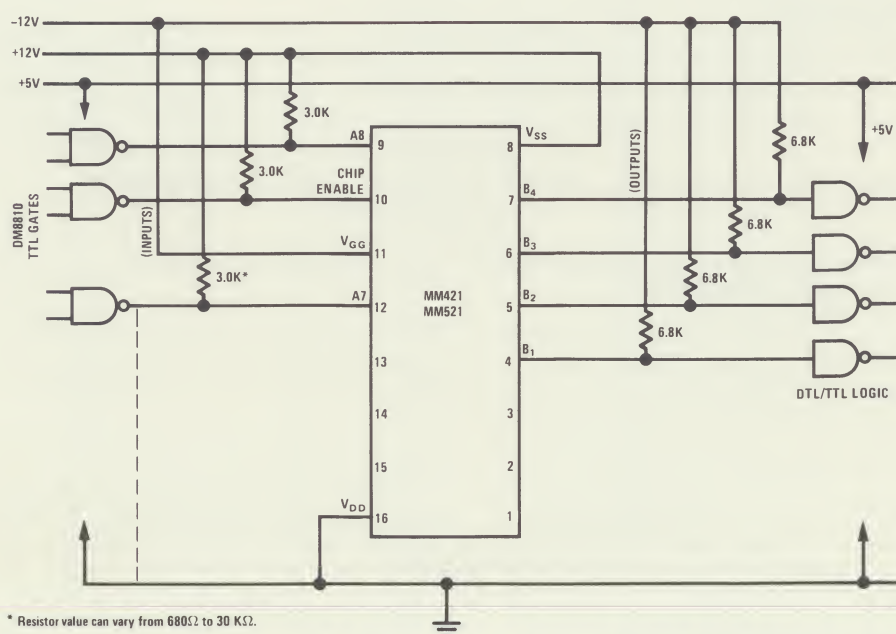 −12V
+12V
+5V
3.0K
A8
9
VSS
8
+5V
6.8K
3.0K
CHIP
ENABLE
10
B4
7
(OUTPUTS)
DM8810
TTL GATES
(INPUTS)
VGG
11
B3
6
6.8K
3.0K*
A7
12
MM421
MM521
B2
5
6.8K
B1
4
6.8K
13
DTL/TTL LOGIC
14
3
15
2
VDD
16
1
* Resistor value can vary from 680Ω to 30 KΩ.